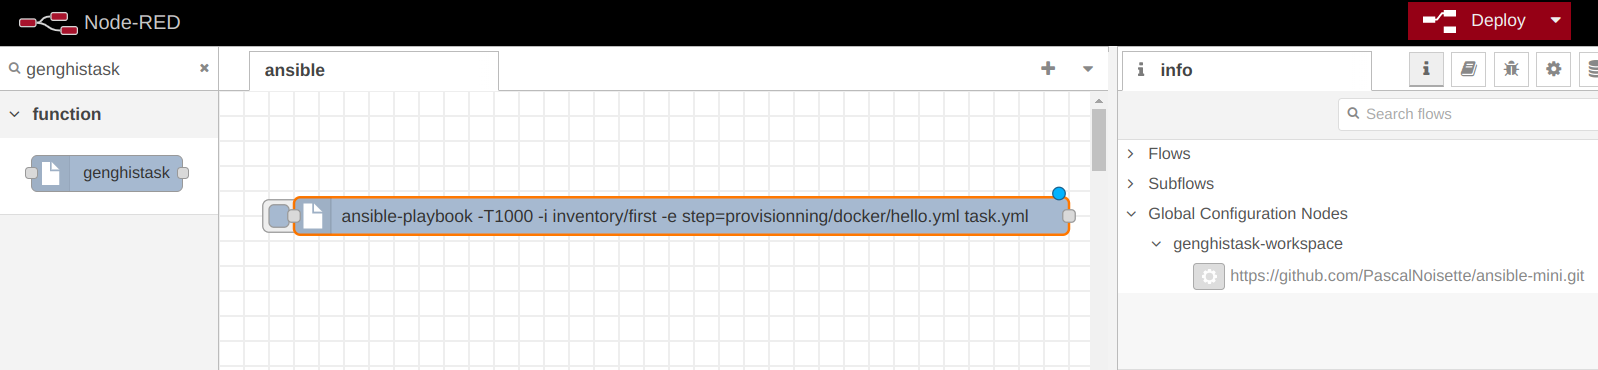 Node-RED
Deploy
genghistask
ansible
info
function
Search flows
genghistask
Flows
Subflows
Global Configuration Nodes
genghistask-workspace
https://github.com/PascalNoisette/ansible-mini.git
ansible-playbook -T1000 -i inventory/first -e step=provisionning/docker/hello.yml task.yml